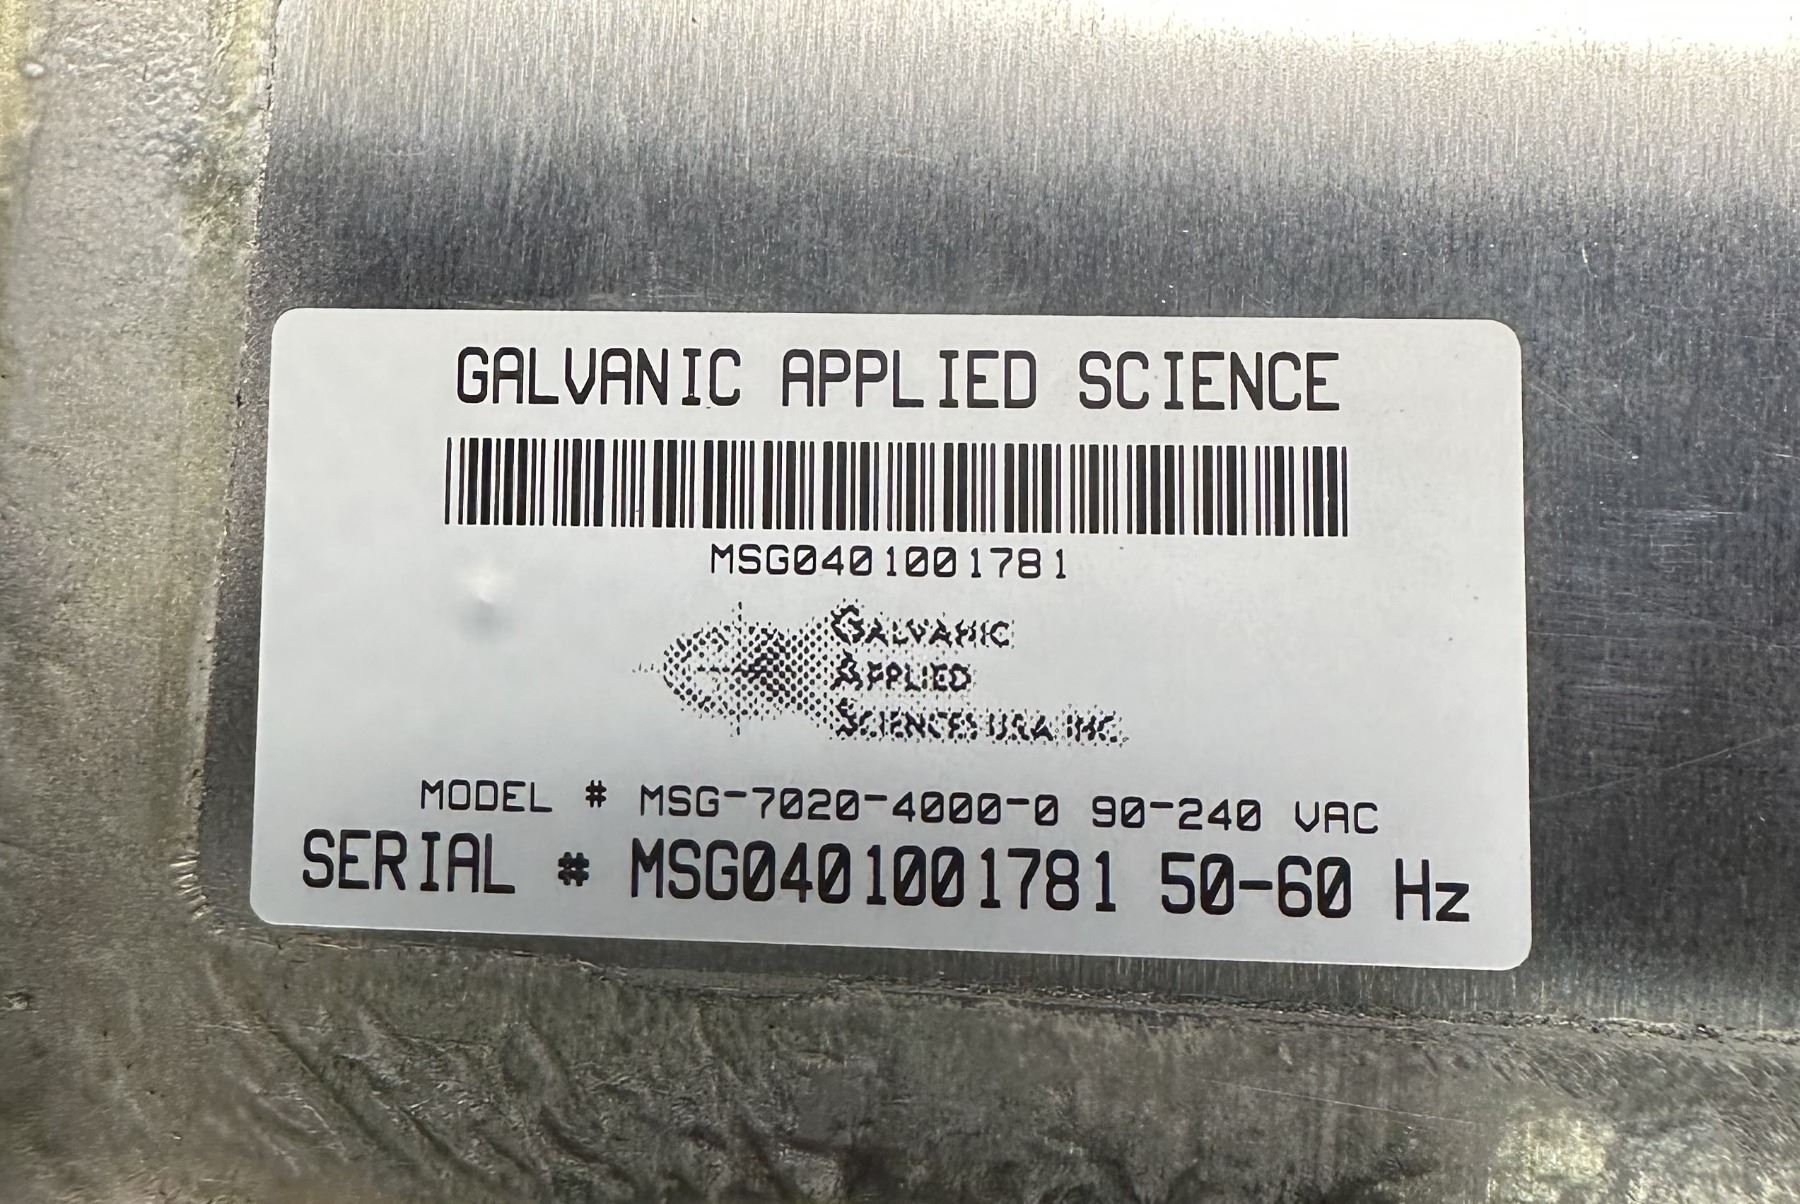 GALVANIC APPLIED SCIENCE
MSG0401001781
GALVANIC
APPLIED
SCIENCES U.S.A. INC.
MODEL # MSG-7020-4000-0 90-240 VAC
SERIAL # MSG0401001781 50-60 Hz